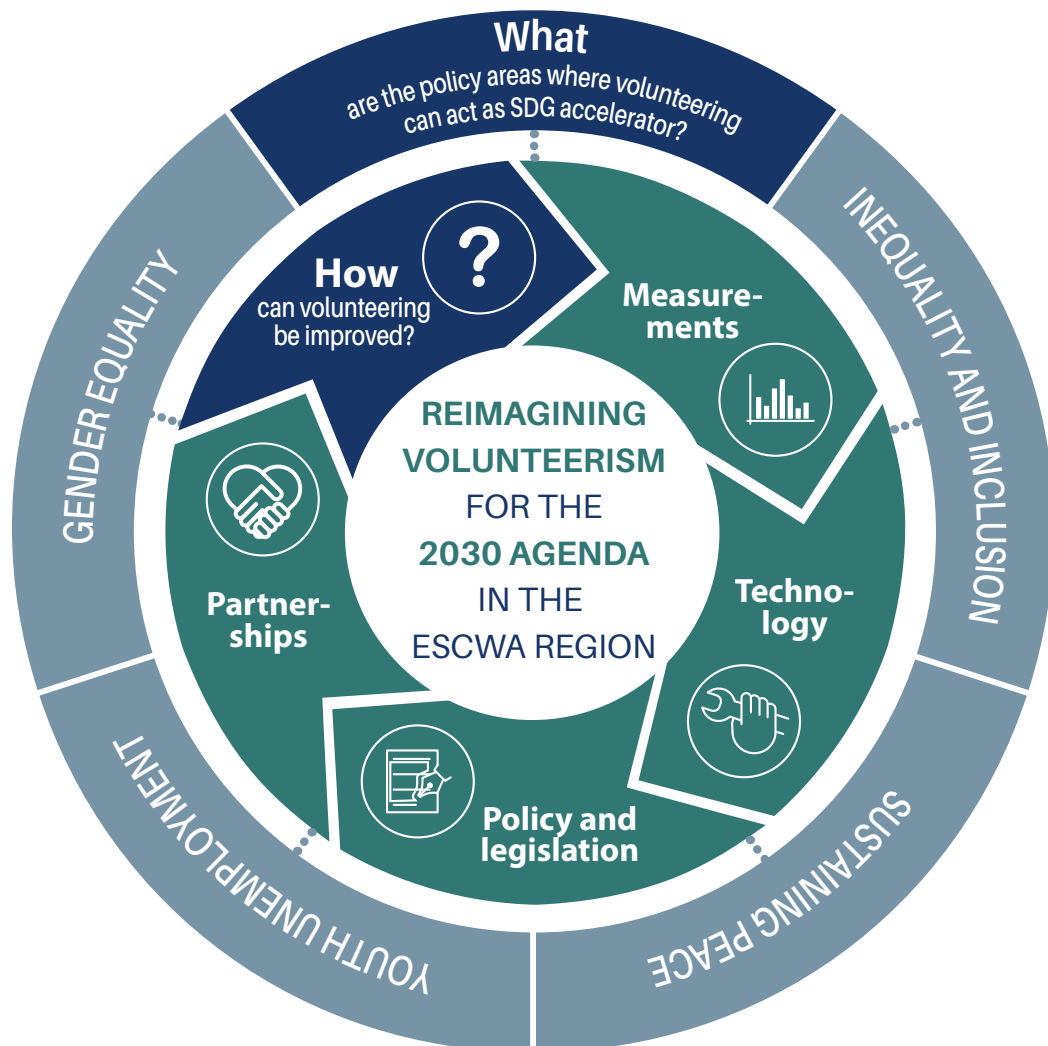 What
are the policy areas where volunteering
can act as SDG accelerator?
INEQUALITY AND INCLUSION
SUSTAINING PEACE
YOUTH UNEMPLOYMENT
GENDER EQUALITY
How
can volunteering
be improved?
?
Measure-
ments
Techno-
logy
Policy and
legislation
Partner-
ships
REIMAGINING
VOLUNTEERISM
FOR THE
2030 AGENDA
IN THE
ESCWA REGION